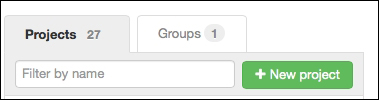 Projects 27 Groups 1
Filter by name + New project